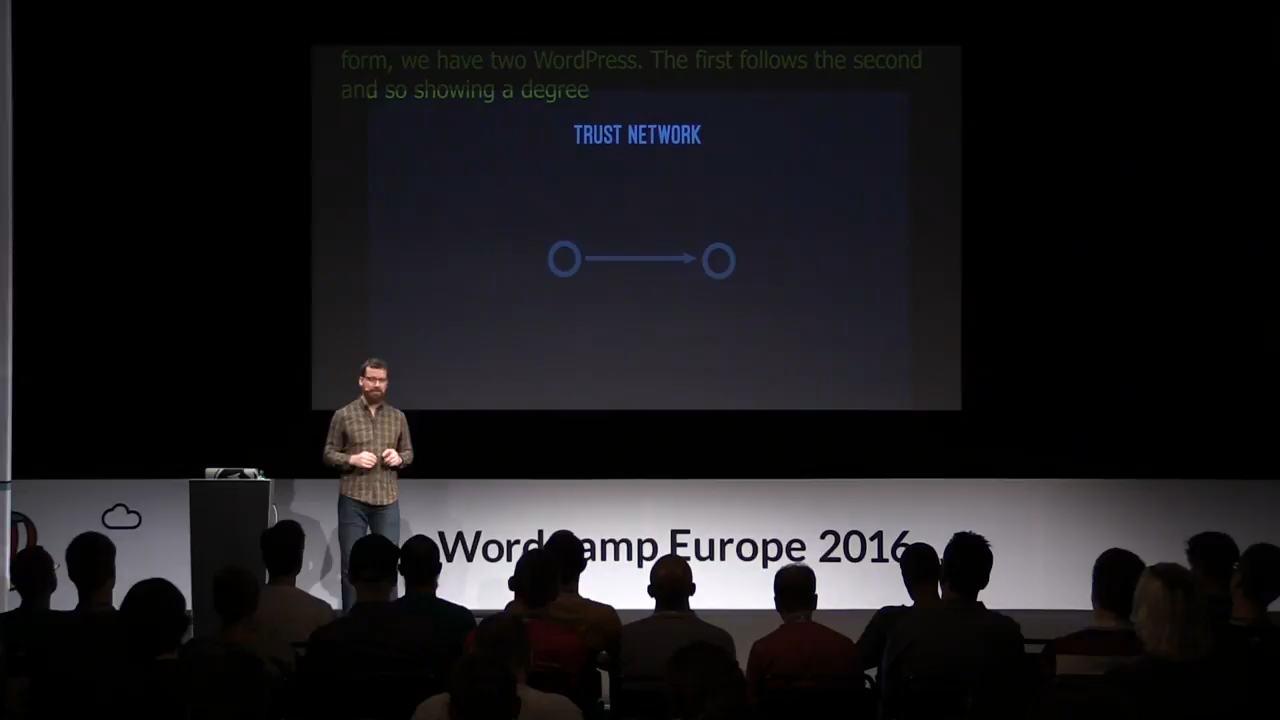 form, we have two WordPress. The first follows the second
and so showing a degree
TRUST NETWORK
WordCamp Europe 2016